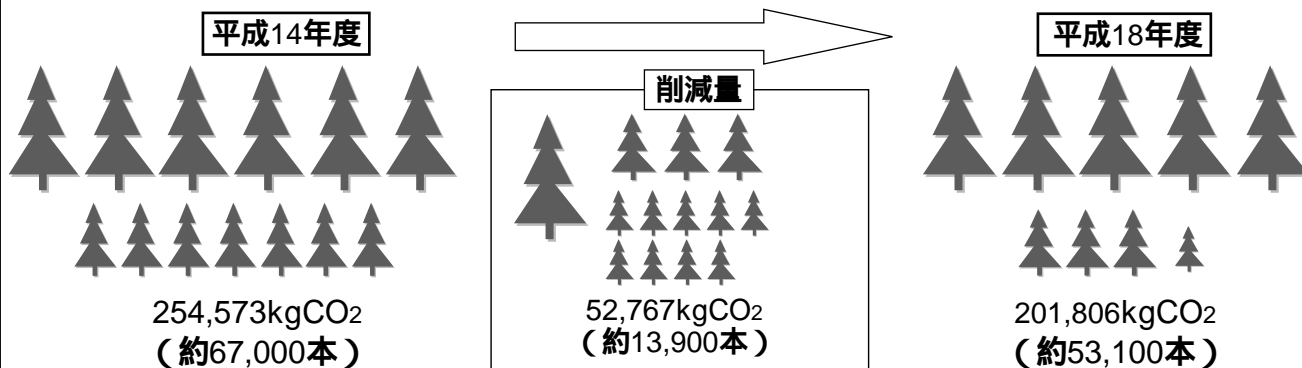 平成14年度
254,573kgCO2
（約67,000本）
削減量
52,767kgCO2
（約13,900本）
平成18年度
201,806kgCO2
（約53,100本）